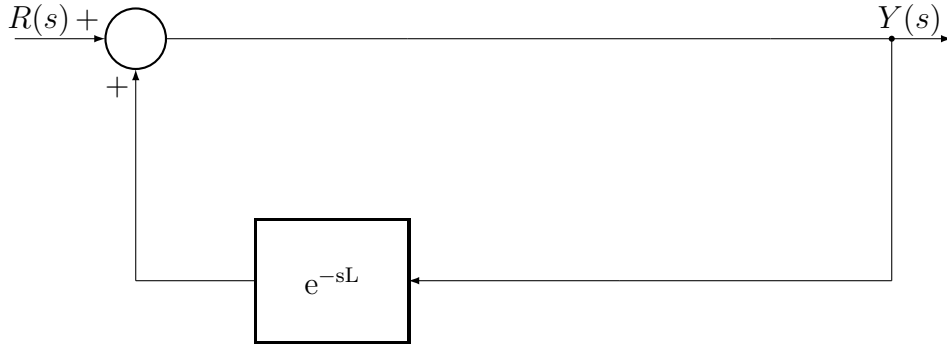 R(s) + Y(s)
+
e^{-sL}